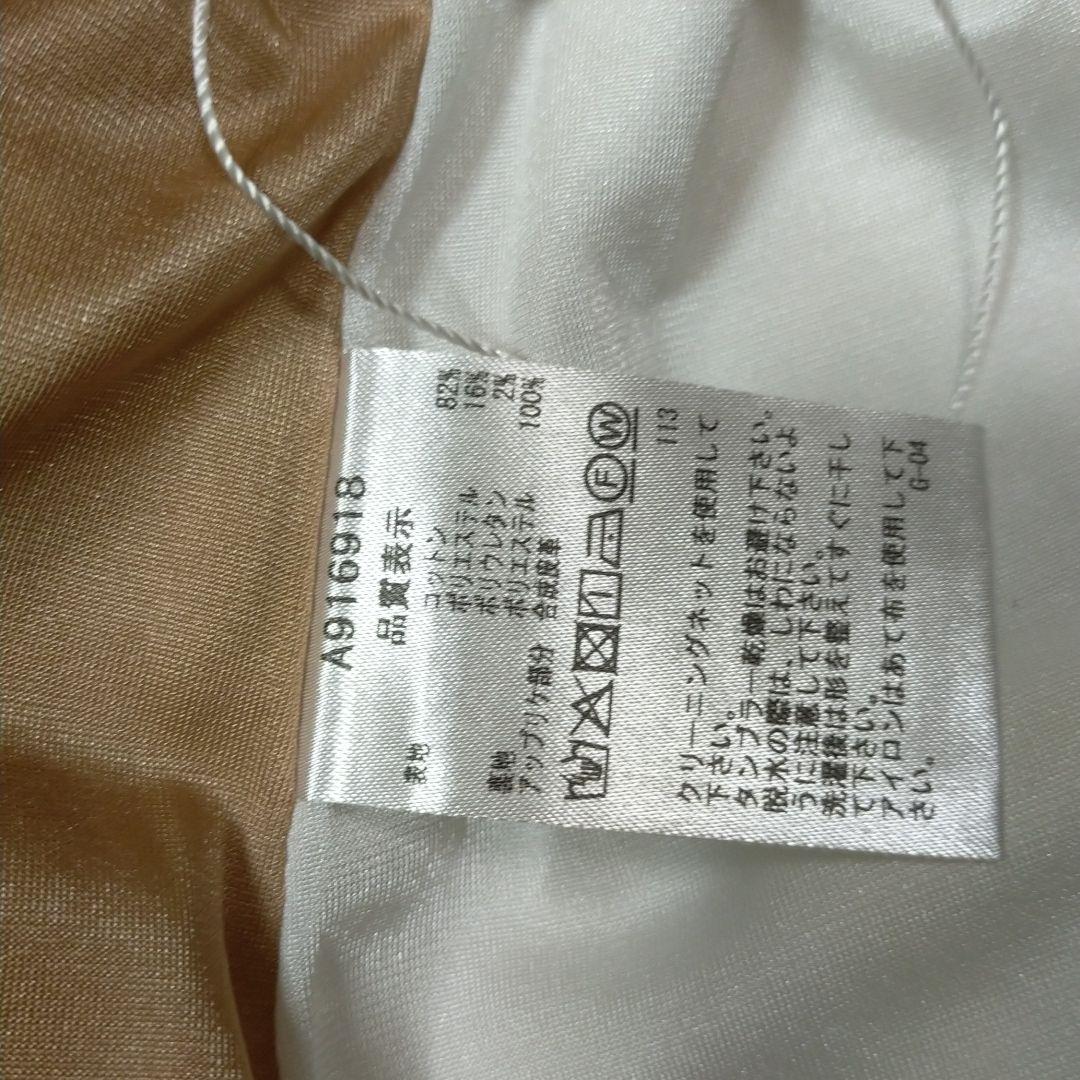 A916918
品質表示
表地 コットン 82%
ポリエステル 16%
ポリウレタン 2%
裏地 ポリエステル 100%
アップリケ部分 合成皮革
F W
113
クリーニングネットを使用して
下さい。
タンブラー乾燥はお避け下さい。
脱水の際は、しわにならないよ
うに注意して下さい。
洗濯後は形を整えてすぐに干し
て下さい。
アイロンはあて布を使用して下
さい。
G-04